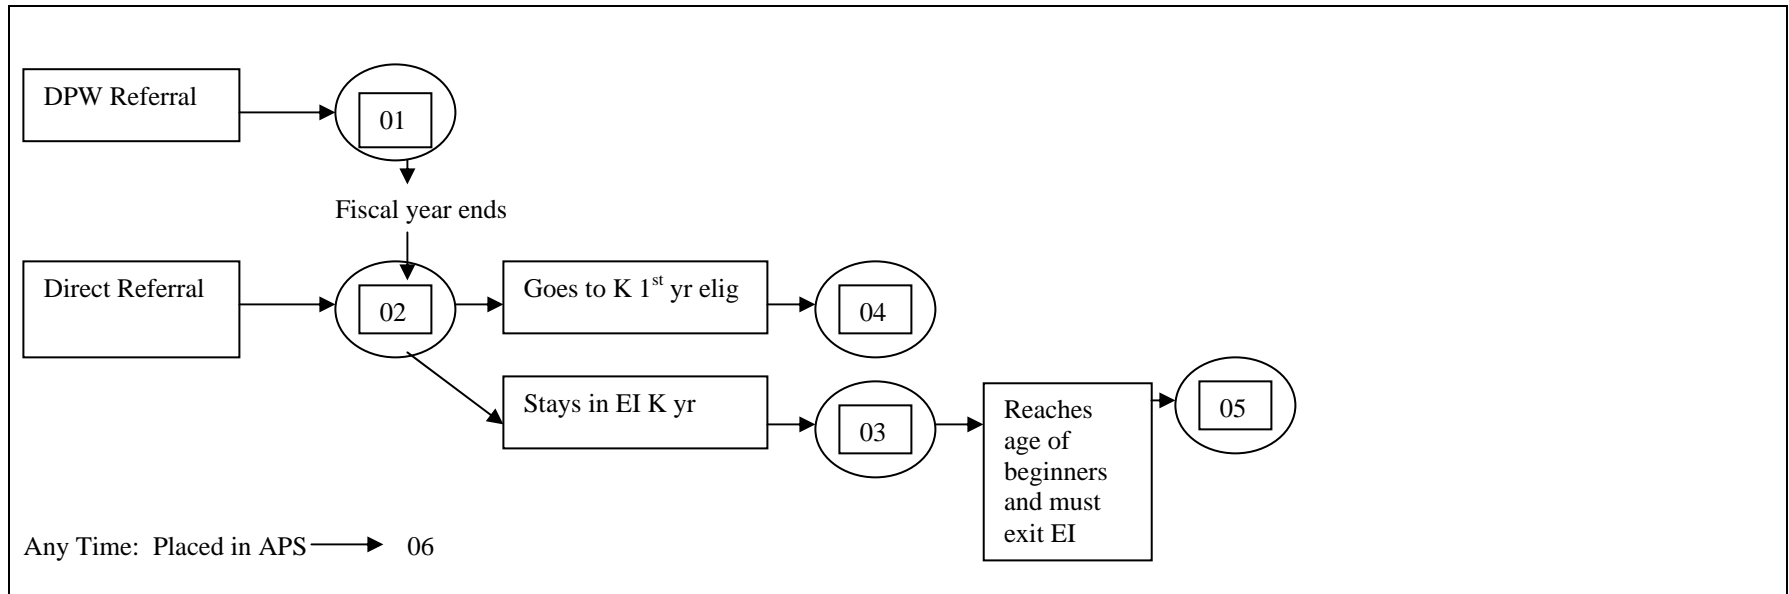 DPW Referral
01
Fiscal year ends
Direct Referral
02
Goes to K 1st yr elig
04
Stays in EI K yr
03
Reaches
age of
beginners
and must
exit EI
05
Any Time: Placed in APS
06